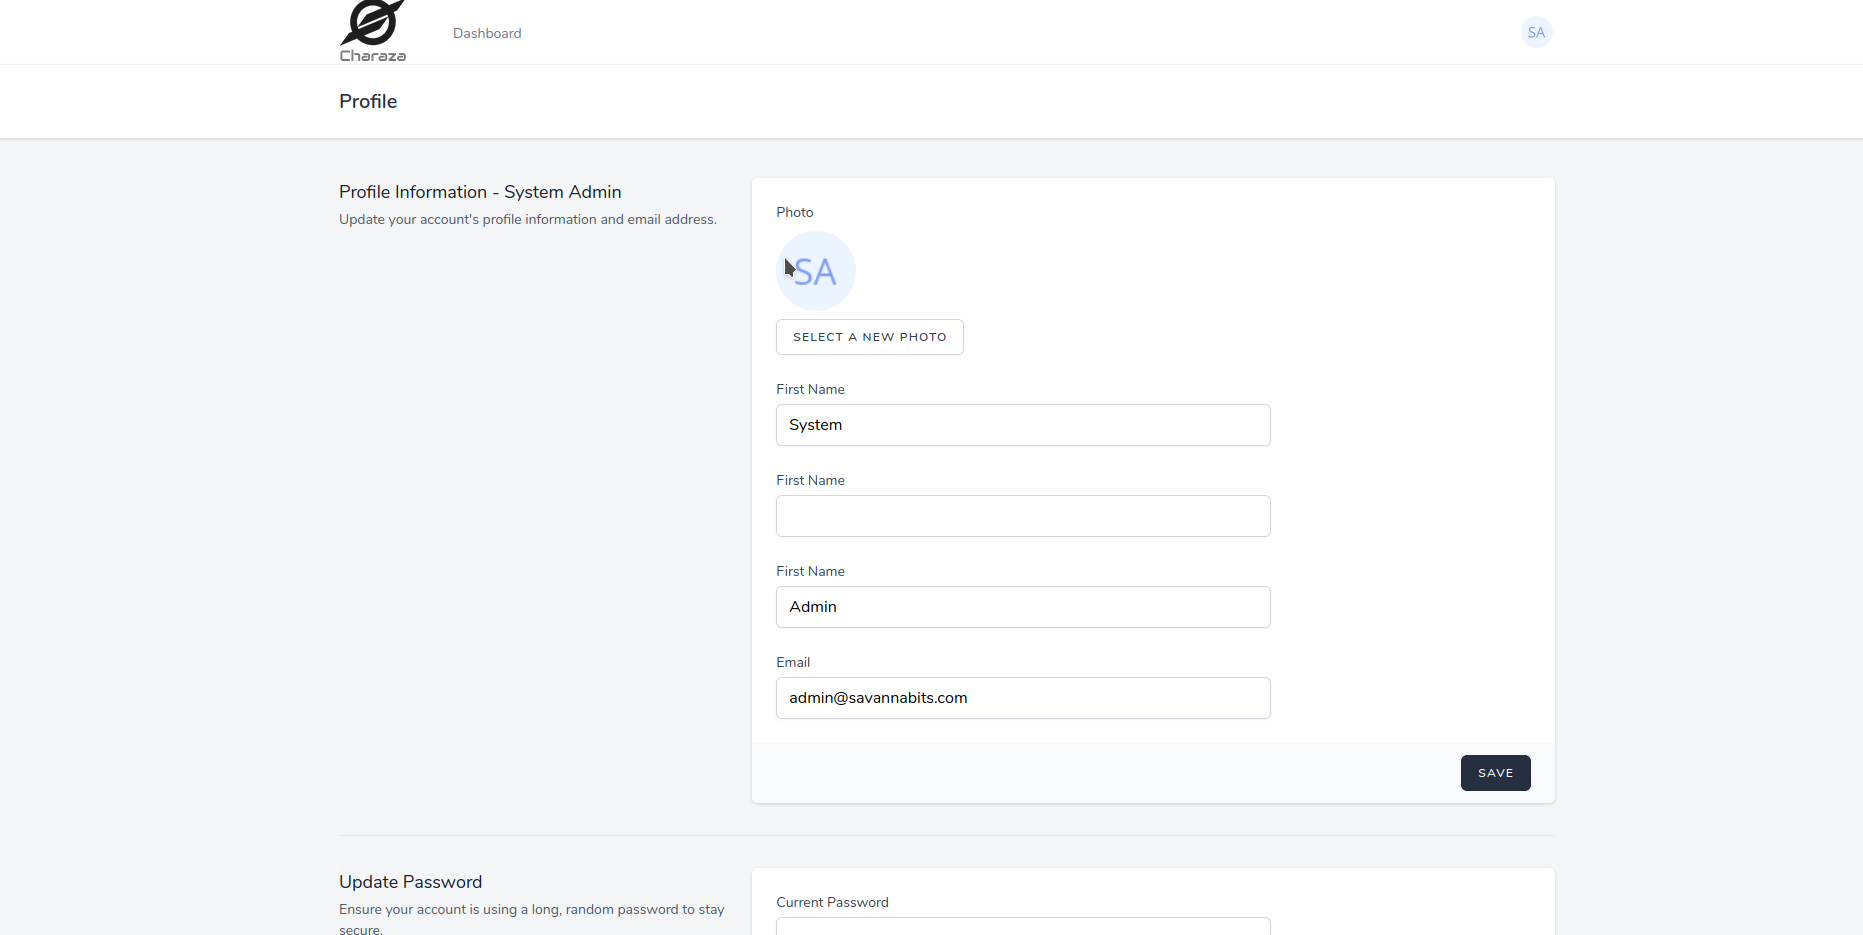 Charaza
Dashboard
SA
Profile
Profile Information - System Admin
Update your account's profile information and email address.
Photo
SA
SELECT A NEW PHOTO
First Name
System
First Name
First Name
Admin
Email
admin@savannabits.com
SAVE
Update Password
Ensure your account is using a long, random password to stay
secure.
Current Password